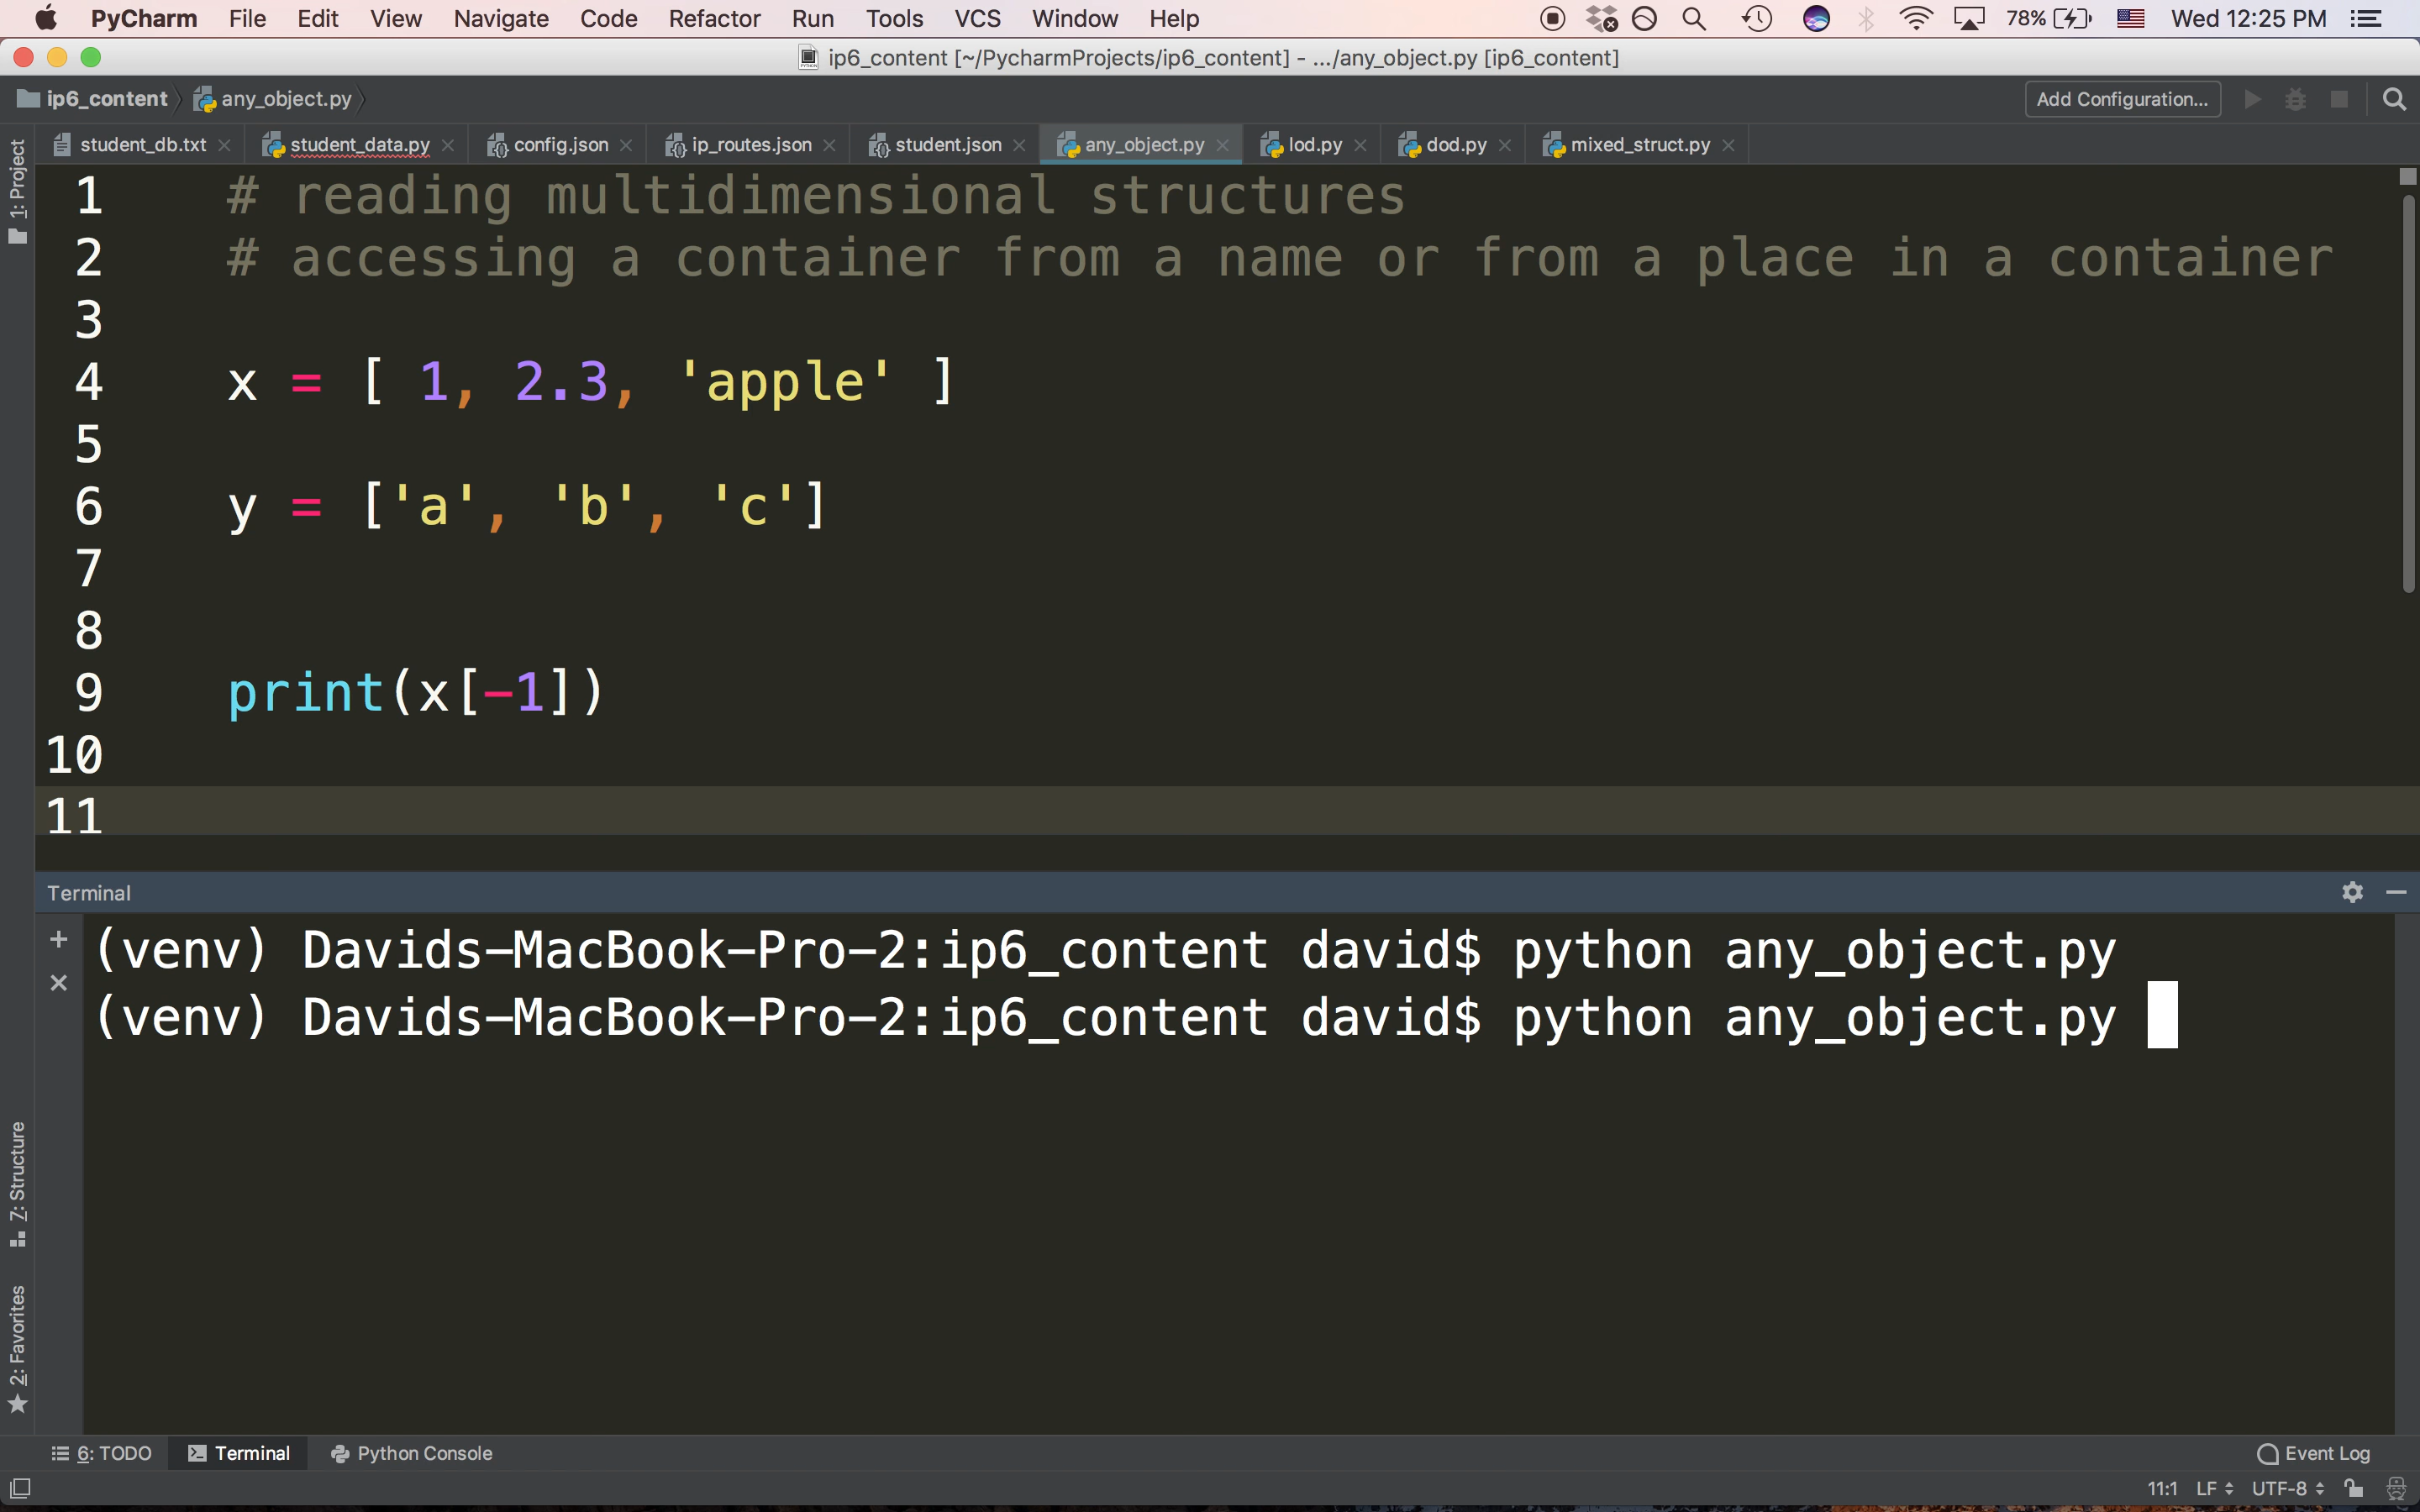 PyCharm File Edit View Navigate Code Refactor Run Tools VCS Window Help 78% Wed 12:25 PM
ip6_content [~/PycharmProjects/ip6_content] - .../any_object.py [ip6_content]
ip6_content any_object.py Add Configuration...
student_db.txt student_data.py config.json ip_routes.json student.json any_object.py lod.py dod.py mixed_struct.py
1: Project
1 # reading multidimensional structures
2 # accessing a container from a name or from a place in a container
3
4 x = [ 1, 2.3, 'apple' ]
5
6 y = ['a', 'b', 'c']
7
8
9 print(x[-1])
10
11
Terminal
(venv) Davids-MacBook-Pro-2:ip6_content david$ python any_object.py
(venv) Davids-MacBook-Pro-2:ip6_content david$ python any_object.py
7: Structure
2: Favorites
6: TODO Terminal Python Console Event Log
11:1 LF UTF-8